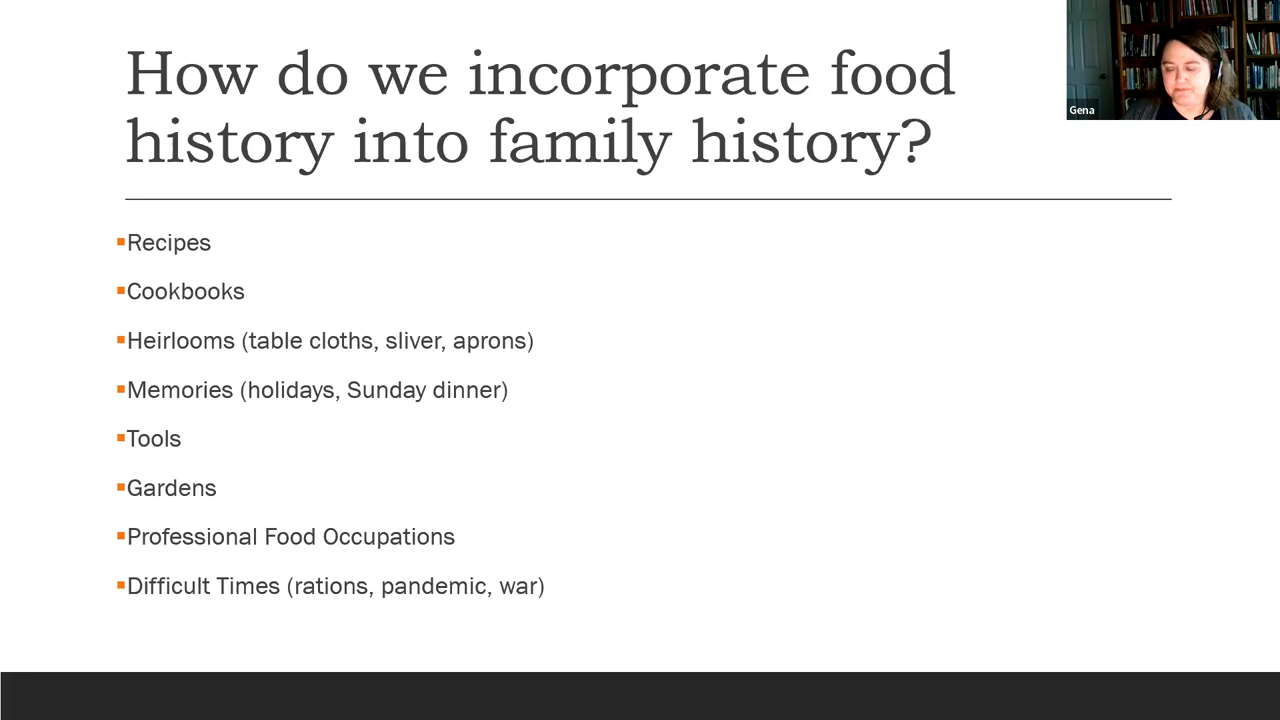 How do we incorporate food
history into family history?
Gena
▪Recipes
▪Cookbooks
▪Heirlooms (table cloths, sliver, aprons)
▪Memories (holidays, Sunday dinner)
▪Tools
▪Gardens
▪Professional Food Occupations
▪Difficult Times (rations, pandemic, war)